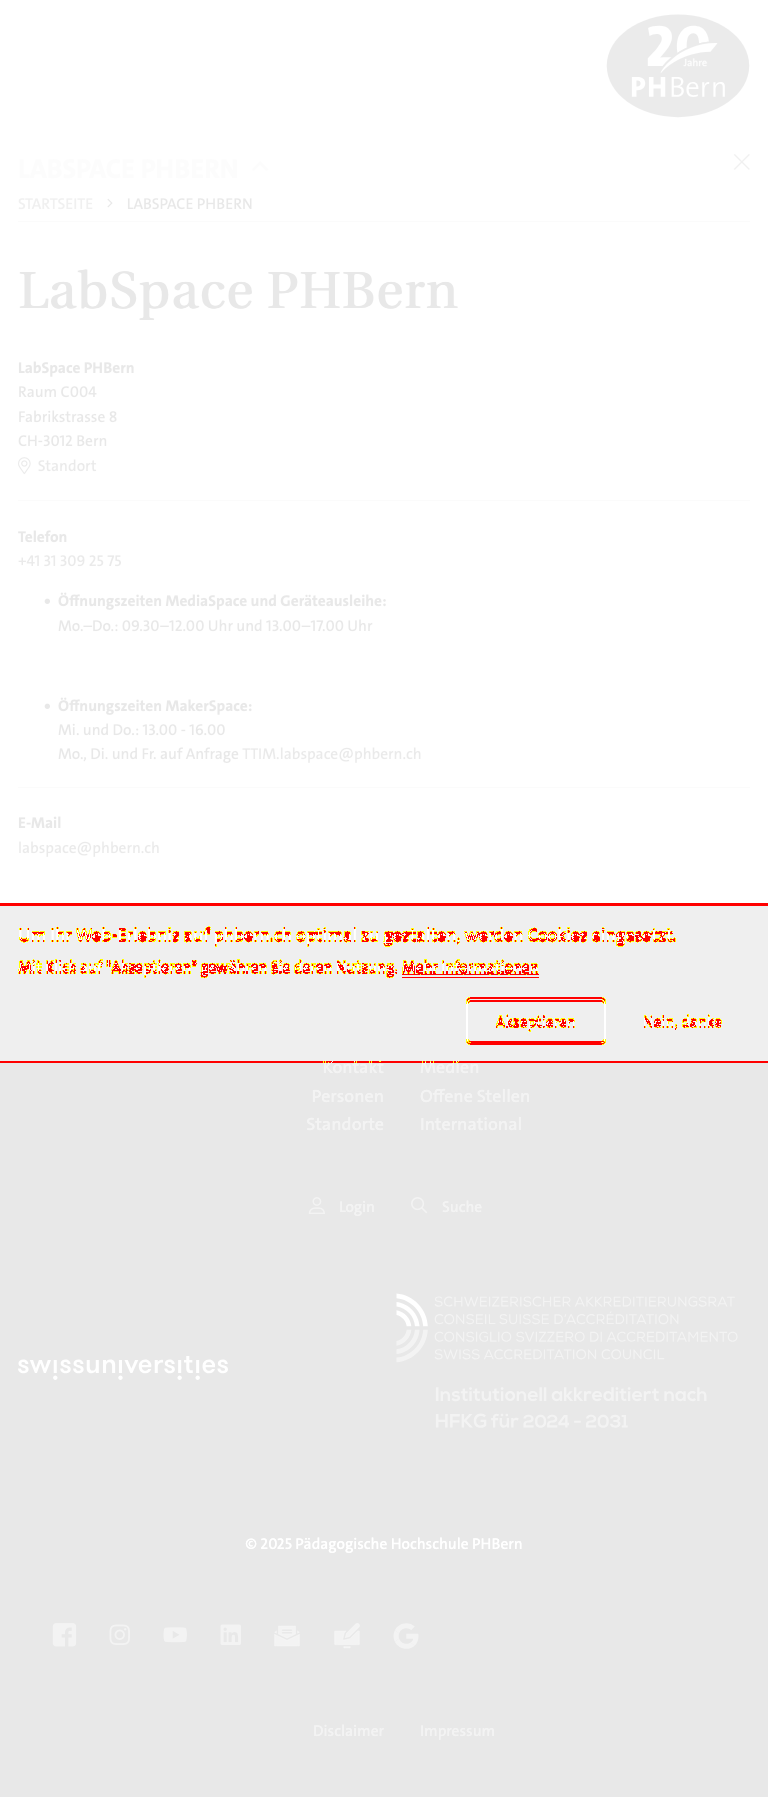 20
Jahre
PHBern
LABSPACE PHBERN
STARTSEITE > LABSPACE PHBERN
LabSpace PHBern
LabSpace PHBern
Raum C004
Fabrikstrasse 8
CH-3012 Bern
Standort
Telefon
+41 31 309 25 75
• Öffnungszeiten MediaSpace und Geräteausleihe:
Mo.–Do.: 09.30–12.00 Uhr und 13.00–17.00 Uhr
• Öffnungszeiten MakerSpace:
Mi. und Do.: 13.00 - 16.00
Mo., Di. und Fr. auf Anfrage TTIM.labspace@phbern.ch
E-Mail
labspace@phbern.ch
Um Ihr Web-Erlebnis auf phbern.ch optimal zu gestalten, werden Cookies eingesetzt.
Mit Klick auf "Akzeptieren" gewähren Sie deren Nutzung. Mehr Informationen
Akzeptieren Nein, danke
Kontakt Medien
Personen Offene Stellen
Standorte International
Login Suche
SCHWEIZERISCHER AKKREDITIERUNGSRAT
CONSEIL SUISSE D'ACCREDITATION
CONSIGLIO SVIZZERO DI ACCREDITAMENTO
SWISS ACCREDITATION COUNCIL
swissuniversities
Institutionell akkreditiert nach
HFKG für 2024 - 2031
© 2025 Pädagogische Hochschule PHBern
Disclaimer Impressum